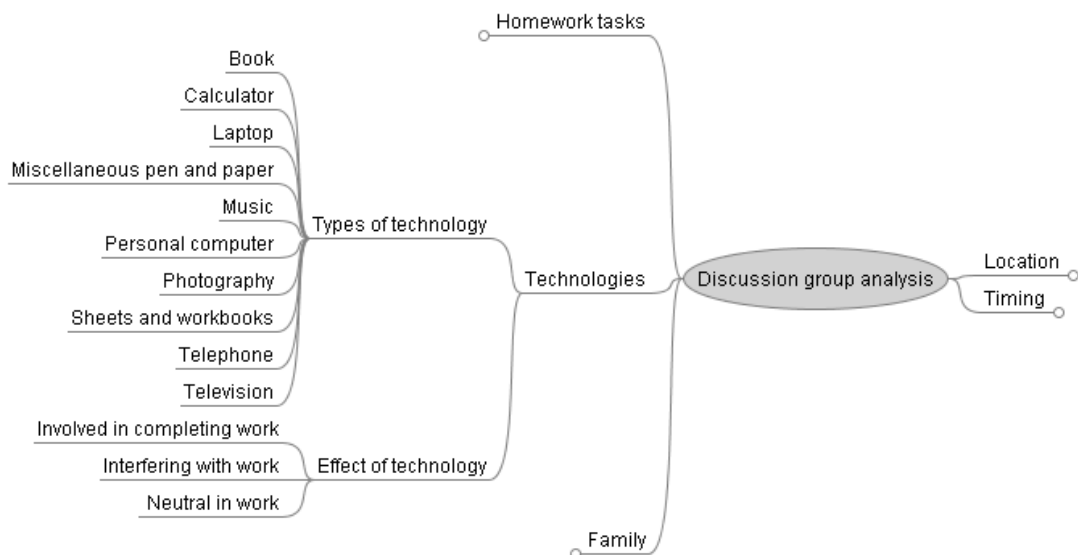 Homework tasks
Book
Calculator
Laptop
Miscellaneous pen and paper
Music
Types of technology
Personal computer
Photography
Sheets and workbooks
Telephone
Television
Technologies
Discussion group analysis
Location
Timing
Involved in completing work
Interfering with work
Effect of technology
Neutral in work
Family